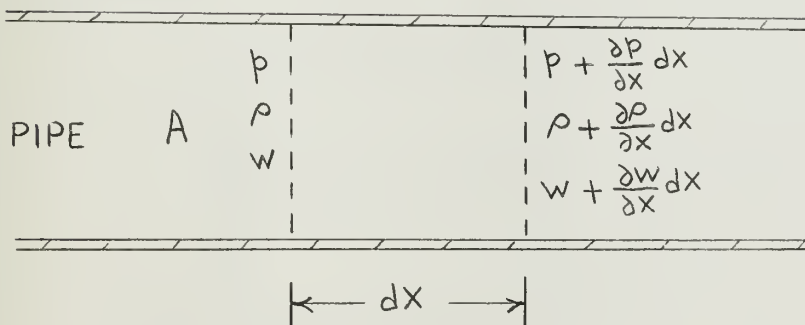 p
p + ∂p/∂x dx
PIPE A
ρ
ρ + ∂ρ/∂x dx
w
w + ∂w/∂x dx
dx